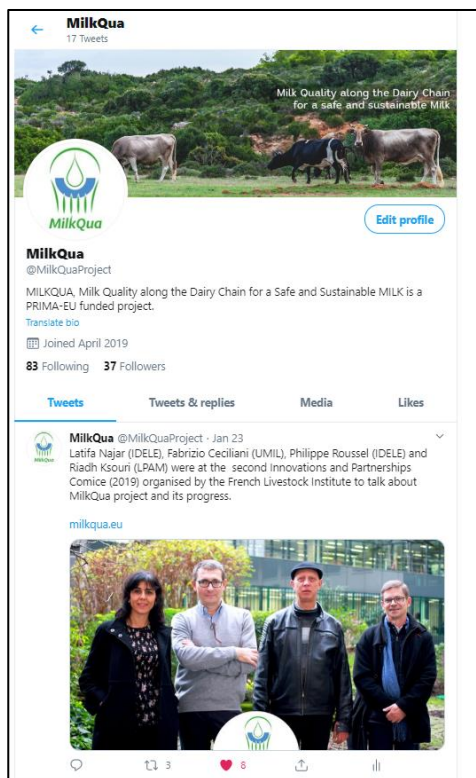 MilkQua
17 Tweets
Milk Quality along the Dairy Chain
for a safe and sustainable Milk
MilkQua
Edit profile
MilkQua
@MilkQuaProject
MILKQUA, Milk Quality along the Dairy Chain for a Safe and Sustainable MILK is a
PRIMA-EU funded project.
Translate bio
Joined April 2019
83 Following 37 Followers
Tweets Tweets & replies Media Likes
MilkQua @MilkQuaProject · Jan 23
Latifa Najar (IDELE), Fabrizio Ceciliani (UMIL), Philippe Roussel (IDELE) and
Riadh Ksouri (LPAM) were at the second Innovations and Partnerships
Comice (2019) organised by the French Livestock Institute to talk about
MilkQua project and its progress.
milkqua.eu
3 8